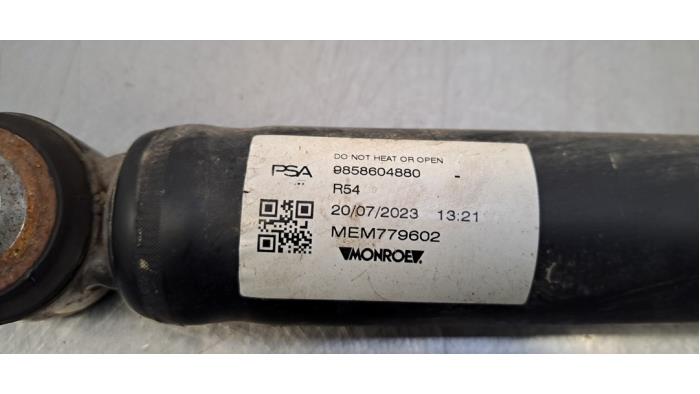 DO NOT HEAT OR OPEN
PSA 9858604880 -
R54
20/07/2023 13:21
MEM779602
MONROE